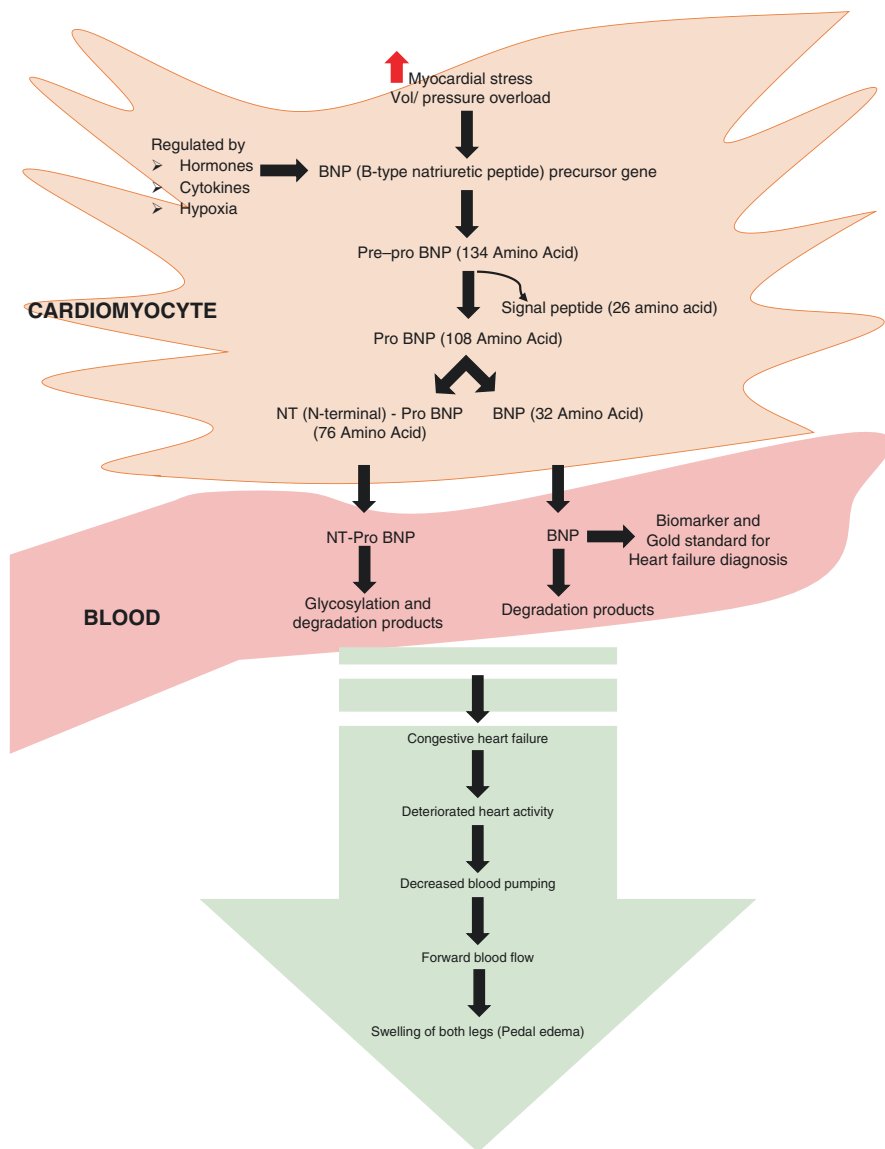 Myocardial stress
Vol/ pressure overload
Regulated by
➢ Hormones
➢ Cytokines
➢ Hypoxia
BNP (B-type natriuretic peptide) precursor gene
Pre–pro BNP (134 Amino Acid)
Signal peptide (26 amino acid)
CARDIOMYOCYTE
Pro BNP (108 Amino Acid)
NT (N-terminal) - Pro BNP
(76 Amino Acid)
BNP (32 Amino Acid)
NT-Pro BNP
BNP
Biomarker and
Gold standard for
Heart failure diagnosis
BLOOD
Glycosylation and
degradation products
Degradation products
Congestive heart failure
Deteriorated heart activity
Decreased blood pumping
Forward blood flow
Swelling of both legs (Pedal edema)